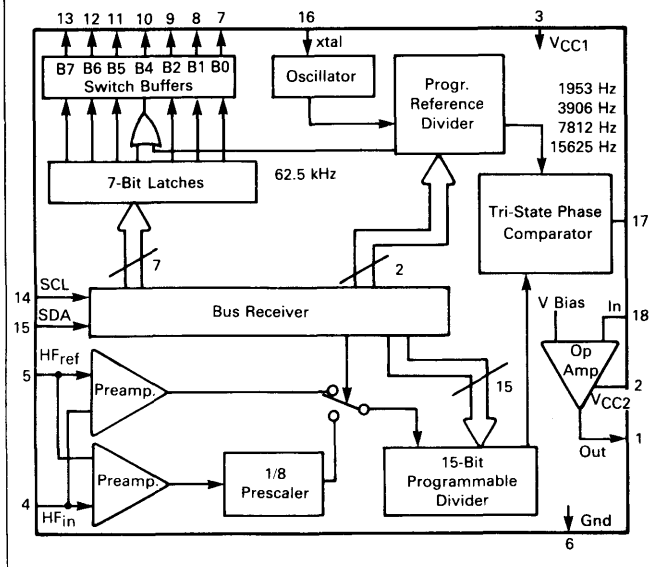 13 12 11 10 9 8 7 16 3
xtal
VCC1
B7 B6 B5 B4 B2 B1 B0
Switch Buffers
Oscillator
Progr.
Reference
Divider
1953 Hz
3906 Hz
7812 Hz
15625 Hz
7-Bit Latches
62.5 kHz
Tri-State Phase
Comparator
17
7
2
14 SCL
15 SDA
Bus Receiver
V Bias
In
18
Op
Amp
VCC2
2
1
Out
5 HFref
Preamp.
15
Preamp.
1/8
Prescaler
15-Bit
Programmable
Divider
4
HFin
Gnd
6